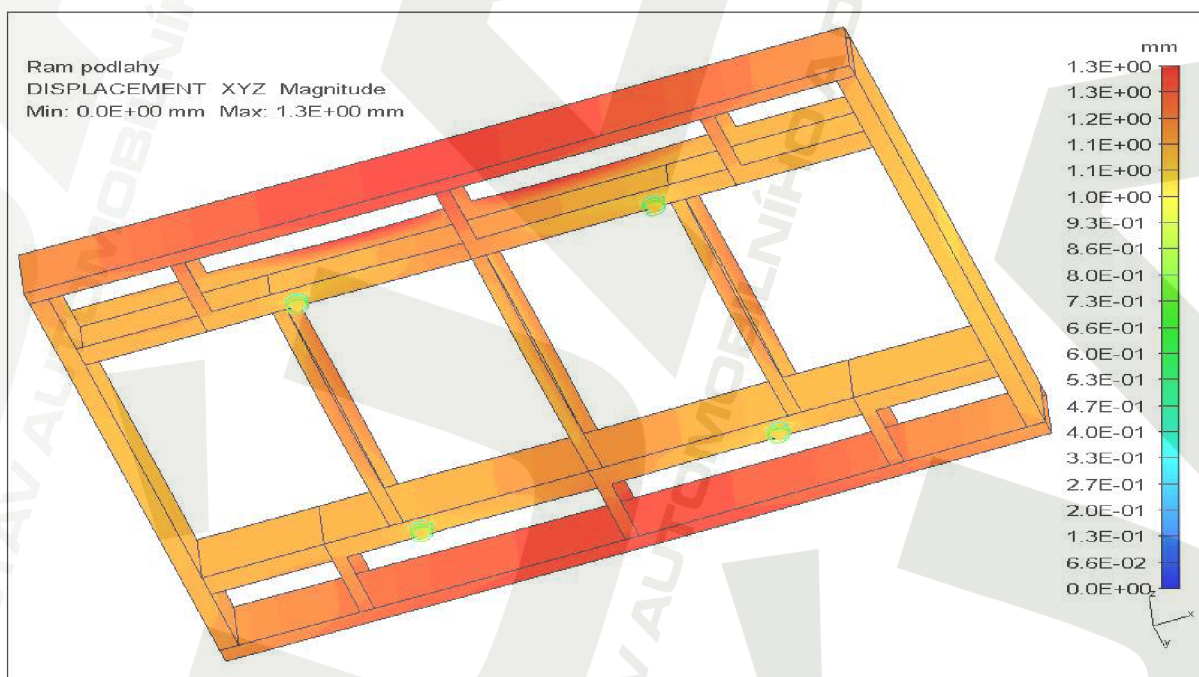 Ram podlahy
DISPLACEMENT XYZ Magnitude
Min: 0.0E+00 mm Max: 1.3E+00 mm
mm
1.3E+00
1.3E+00
1.2E+00
1.1E+00
1.1E+00
1.0E+00
9.3E-01
8.6E-01
8.0E-01
7.3E-01
6.6E-01
6.0E-01
5.3E-01
4.7E-01
4.0E-01
3.3E-01
2.7E-01
2.0E-01
1.3E-01
6.6E-02
0.0E+00
z
x
y